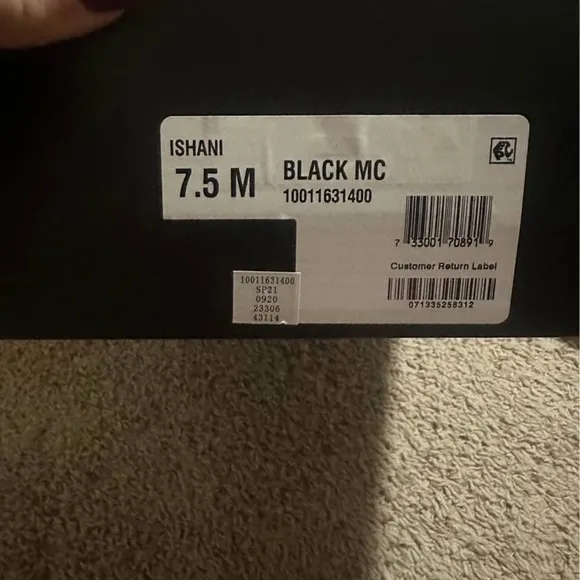 ISHANI
7.5 M
BLACK MC
10011631400
7 33001 70891 9
Customer Return Label
071335258312
10011631400
SP21
0920
23306
43114